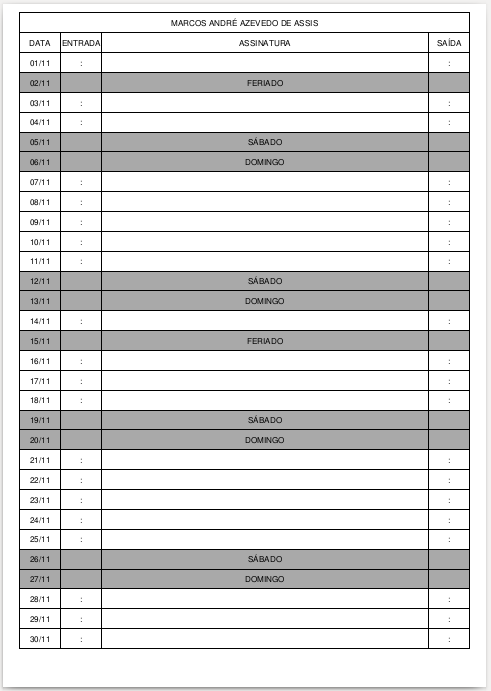 MARCOS ANDRÉ AZEVEDO DE ASSIS
DATA ENTRADA ASSINATURA SAÍDA
01/11 : :
02/11 FERIADO
03/11 : :
04/11 : :
05/11 SÁBADO
06/11 DOMINGO
07/11 : :
08/11 : :
09/11 : :
10/11 : :
11/11 : :
12/11 SÁBADO
13/11 DOMINGO
14/11 : :
15/11 FERIADO
16/11 : :
17/11 : :
18/11 : :
19/11 SÁBADO
20/11 DOMINGO
21/11 : :
22/11 : :
23/11 : :
24/11 : :
25/11 : :
26/11 SÁBADO
27/11 DOMINGO
28/11 : :
29/11 : :
30/11 : :